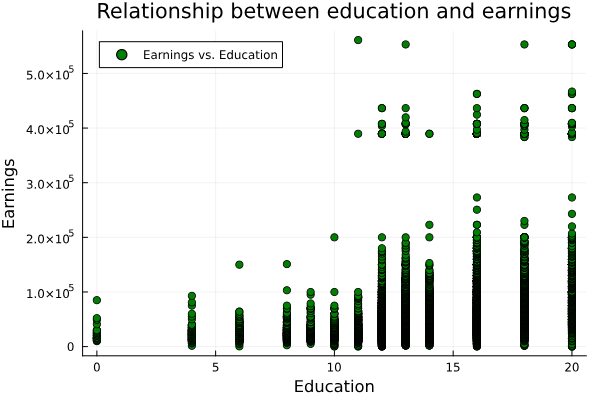 Relationship between education and earnings
Earnings vs. Education
5.0×10⁵
4.0×10⁵
3.0×10⁵
2.0×10⁵
1.0×10⁵
0
Earnings
0 5 10 15 20
Education